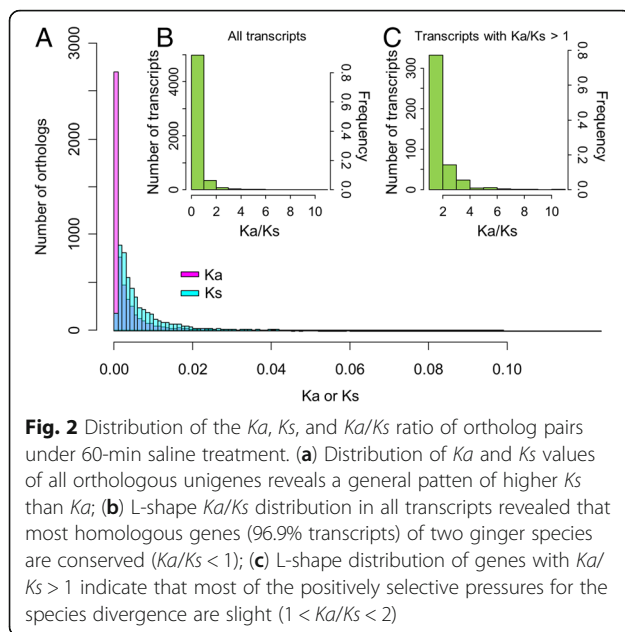 A
B
All transcripts
C
Transcripts with Ka/Ks > 1
3000
2000
1000
0
Number of orthologs
4000
2000
0
Number of transcripts
0.8
0.6
0.4
0.2
0.0
Frequency
0 2 4 6 8 10
Ka/Ks
300
200
100
0
Number of transcripts
0.8
0.6
0.4
0.2
0.0
Frequency
2 4 6 8 10
Ka/Ks
Ka
Ks
0.00 0.02 0.04 0.06 0.08 0.10
Ka or Ks
Fig. 2 Distribution of the Ka, Ks, and Ka/Ks ratio of ortholog pairs
under 60-min saline treatment. (a) Distribution of Ka and Ks values
of all orthologous unigenes reveals a general patten of higher Ks
than Ka; (b) L-shape Ka/Ks distribution in all transcripts revealed that
most homologous genes (96.9% transcripts) of two ginger species
are conserved (Ka/Ks < 1); (c) L-shape distribution of genes with Ka/
Ks > 1 indicate that most of the positively selective pressures for the
species divergence are slight (1 < Ka/Ks < 2)